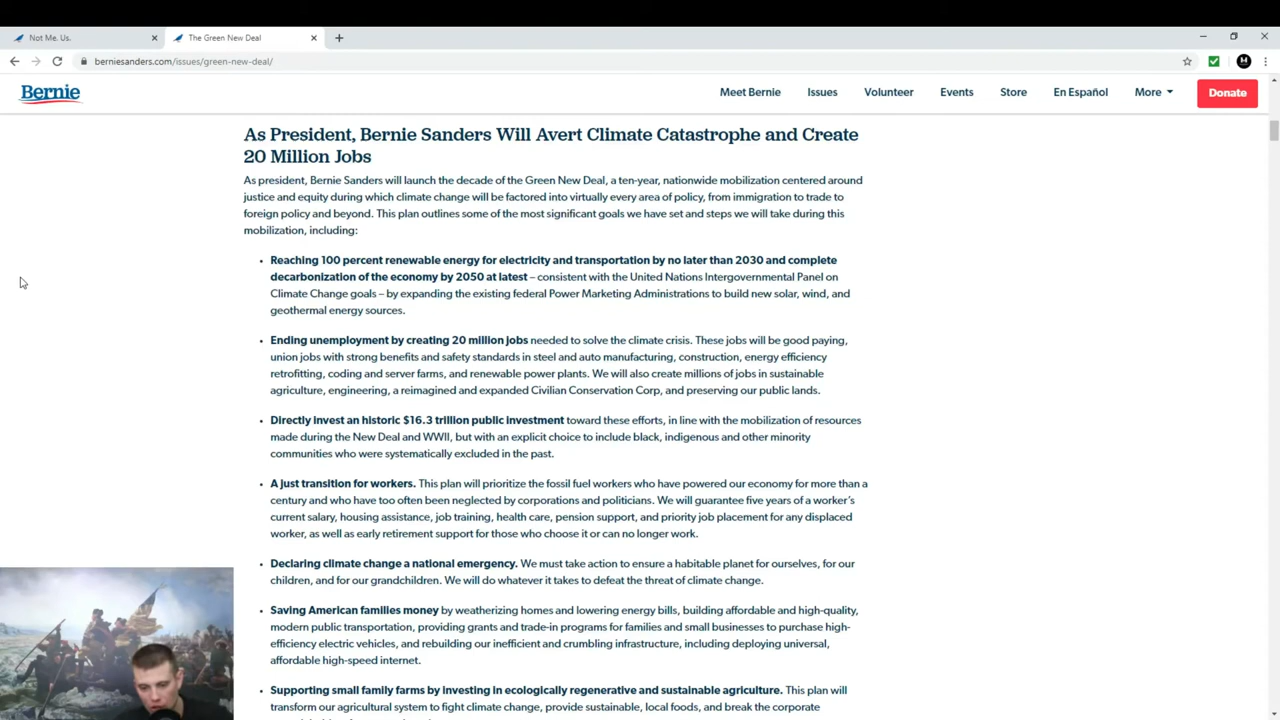 Not Me. Us.
The Green New Deal
berniesanders.com/issues/green-new-deal/
Bernie
Meet Bernie
Issues
Volunteer
Events
Store
En Español
More
Donate
As President, Bernie Sanders Will Avert Climate Catastrophe and Create
20 Million Jobs
As president, Bernie Sanders will launch the decade of the Green New Deal, a ten-year, nationwide mobilization centered around
justice and equity during which climate change will be factored into virtually every area of policy, from immigration to trade to
foreign policy and beyond. This plan outlines some of the most significant goals we have set and steps we will take during this
mobilization, including:
• Reaching 100 percent renewable energy for electricity and transportation by no later than 2030 and complete
decarbonization of the economy by 2050 at latest – consistent with the United Nations Intergovernmental Panel on
Climate Change goals – by expanding the existing federal Power Marketing Administrations to build new solar, wind, and
geothermal energy sources.
• Ending unemployment by creating 20 million jobs needed to solve the climate crisis. These jobs will be good paying,
union jobs with strong benefits and safety standards in steel and auto manufacturing, construction, energy efficiency
retrofitting, coding and server farms, and renewable power plants. We will also create millions of jobs in sustainable
agriculture, engineering, a reimagined and expanded Civilian Conservation Corp, and preserving our public lands.
• Directly invest an historic $16.3 trillion public investment toward these efforts, in line with the mobilization of resources
made during the New Deal and WWII, but with an explicit choice to include black, indigenous and other minority
communities who were systematically excluded in the past.
• A just transition for workers. This plan will prioritize the fossil fuel workers who have powered our economy for more than a
century and who have too often been neglected by corporations and politicians. We will guarantee five years of a worker's
current salary, housing assistance, job training, health care, pension support, and priority job placement for any displaced
worker, as well as early retirement support for those who choose it or can no longer work.
• Declaring climate change a national emergency. We must take action to ensure a habitable planet for ourselves, for our
children, and for our grandchildren. We will do whatever it takes to defeat the threat of climate change.
• Saving American families money by weatherizing homes and lowering energy bills, building affordable and high-quality,
modern public transportation, providing grants and trade-in programs for families and small businesses to purchase high-
efficiency electric vehicles, and rebuilding our inefficient and crumbling infrastructure, including deploying universal,
affordable high-speed internet.
• Supporting small family farms by investing in ecologically regenerative and sustainable agriculture. This plan will
transform our agricultural system to fight climate change, provide sustainable, local foods, and break the corporate